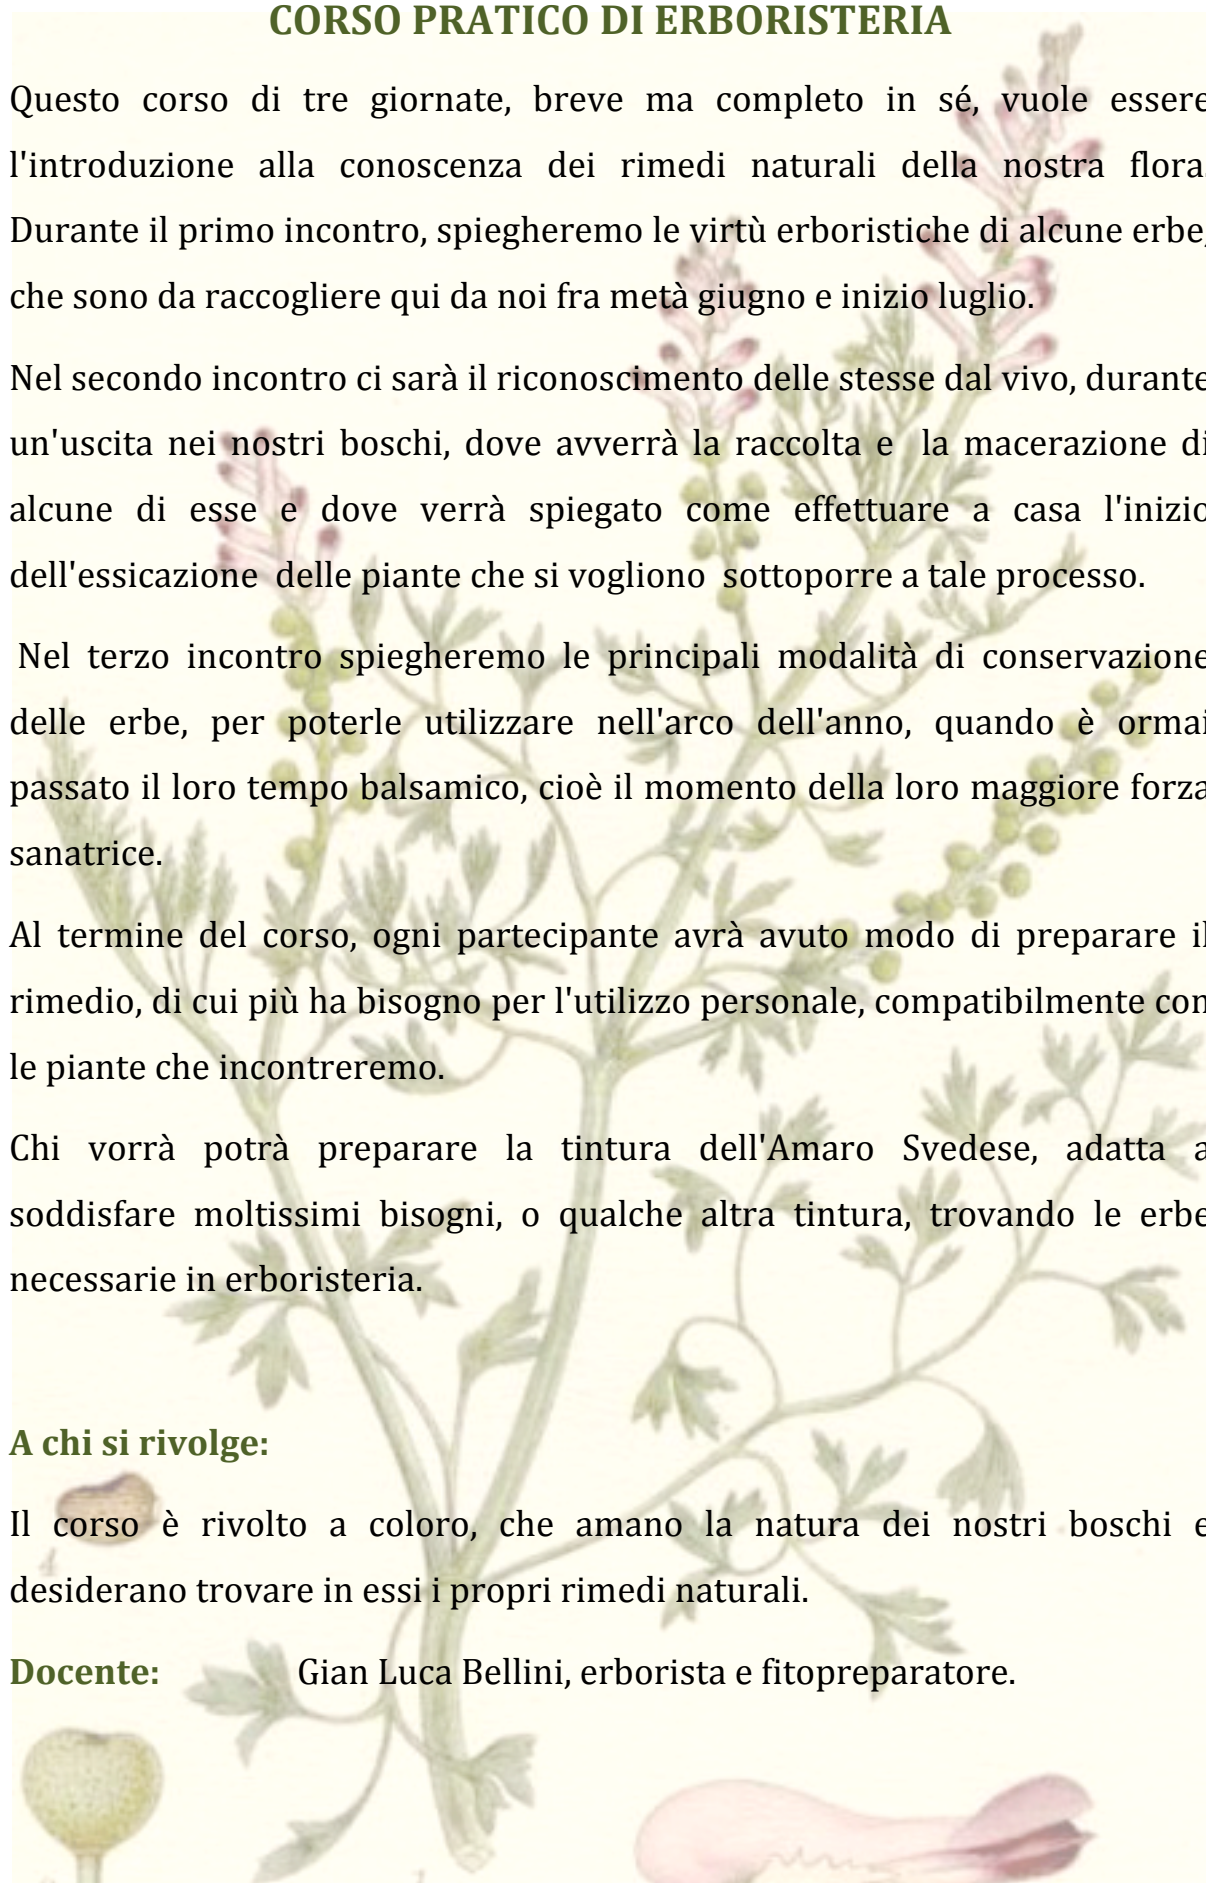 CORSO PRATICO DI ERBORISTERIA
Questo corso di tre giornate, breve ma completo in sé, vuole essere
l'introduzione alla conoscenza dei rimedi naturali della nostra flora.
Durante il primo incontro, spiegheremo le virtù erboristiche di alcune erbe,
che sono da raccogliere qui da noi fra metà giugno e inizio luglio.
Nel secondo incontro ci sarà il riconoscimento delle stesse dal vivo, durante
un'uscita nei nostri boschi, dove avverrà la raccolta e la macerazione di
alcune di esse e dove verrà spiegato come effettuare a casa l'inizio
dell'essicazione delle piante che si vogliono sottoporre a tale processo.
Nel terzo incontro spiegheremo le principali modalità di conservazione
delle erbe, per poterle utilizzare nell'arco dell'anno, quando è ormai
passato il loro tempo balsamico, cioè il momento della loro maggiore forza
sanatrice.
Al termine del corso, ogni partecipante avrà avuto modo di preparare il
rimedio, di cui più ha bisogno per l'utilizzo personale, compatibilmente con
le piante che incontreremo.
Chi vorrà potrà preparare la tintura dell'Amaro Svedese, adatta a
soddisfare moltissimi bisogni, o qualche altra tintura, trovando le erbe
necessarie in erboristeria.
A chi si rivolge:
Il corso è rivolto a coloro, che amano la natura dei nostri boschi e
desiderano trovare in essi i propri rimedi naturali.
4
Docente: Gian Luca Bellini, erborista e fitopreparatore.